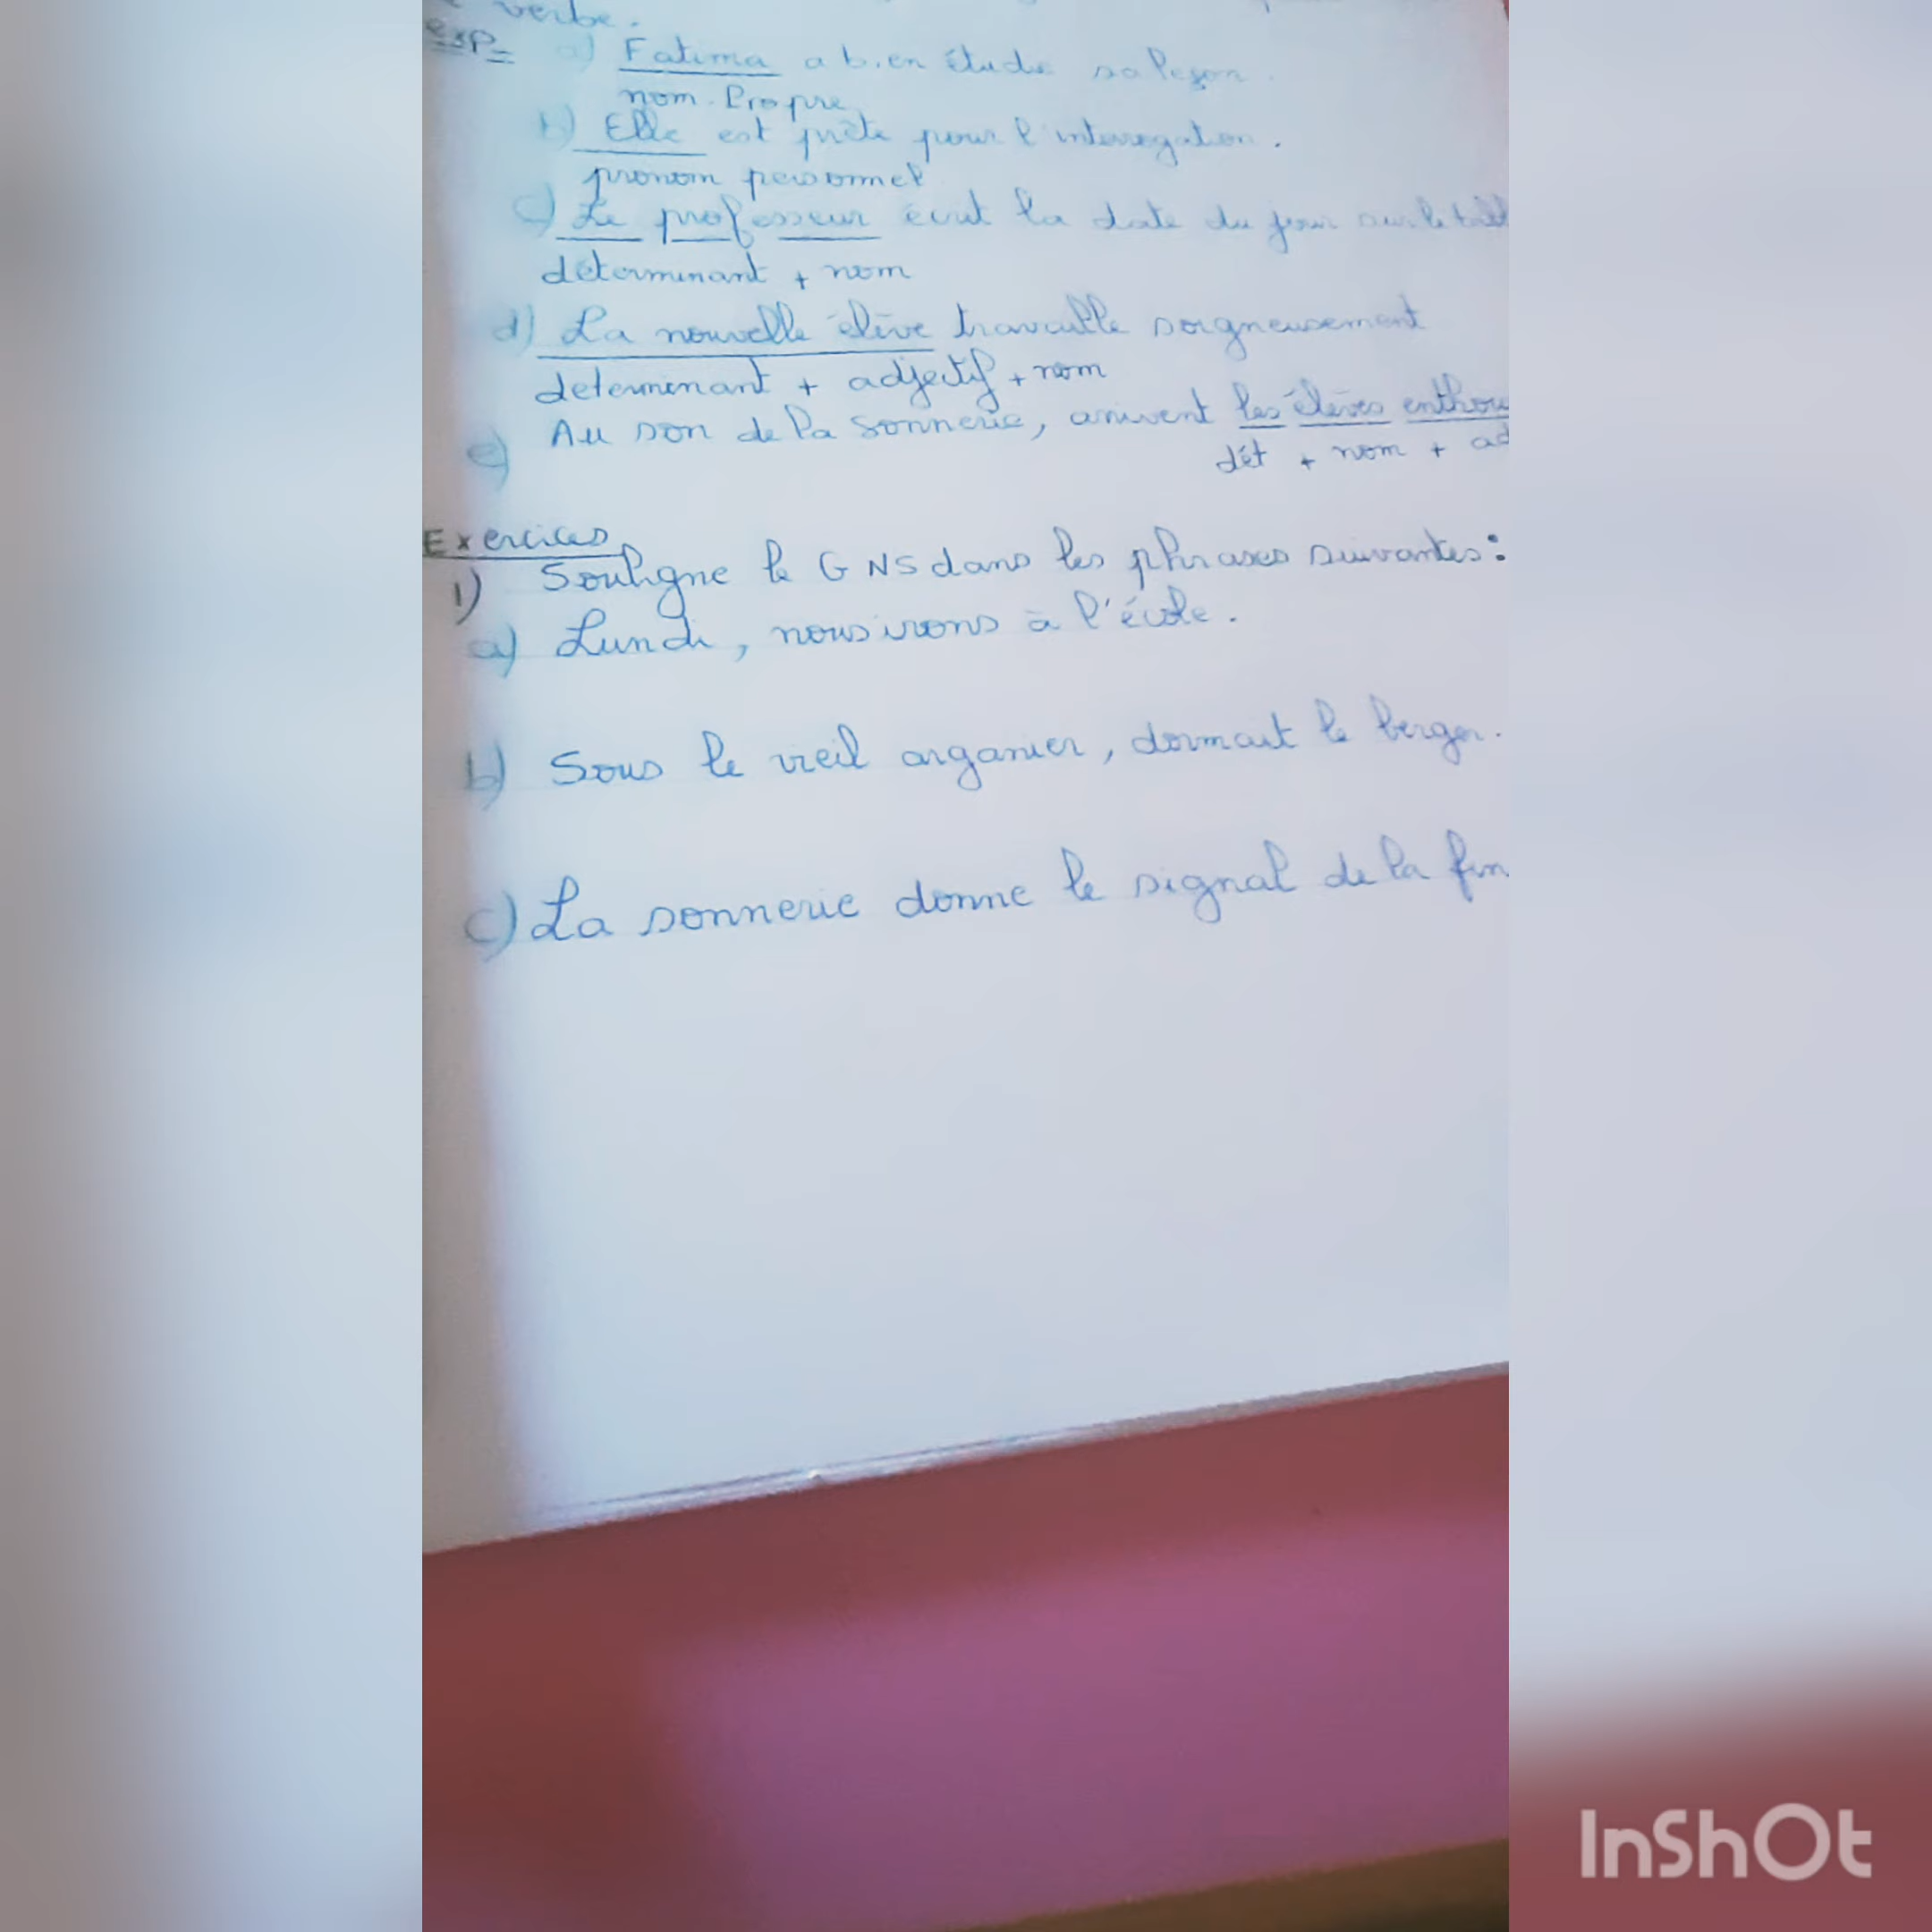 verbe.
exp= a) Fatima a bien étudié sa leçon.
nom Propre
b) Elle est prête pour l'interrogation.
pronom personnel
c) Le professeur écrit la date du jour sur le
déterminant + nom
d) La nouvelle élève travaille soigneusement
determinant + adjectif + nom
e) Au son de la sonnerie, arrivent les élèves enthou
dét + nom + ad
Exercices
1) Souligne le GNS dans les phrases suivantes:
a) Lundi, nous irons à l'école.
b) Sous le vieil arganier, dormait le berger.
c) La sonnerie donne le signal de la fin
InShOt